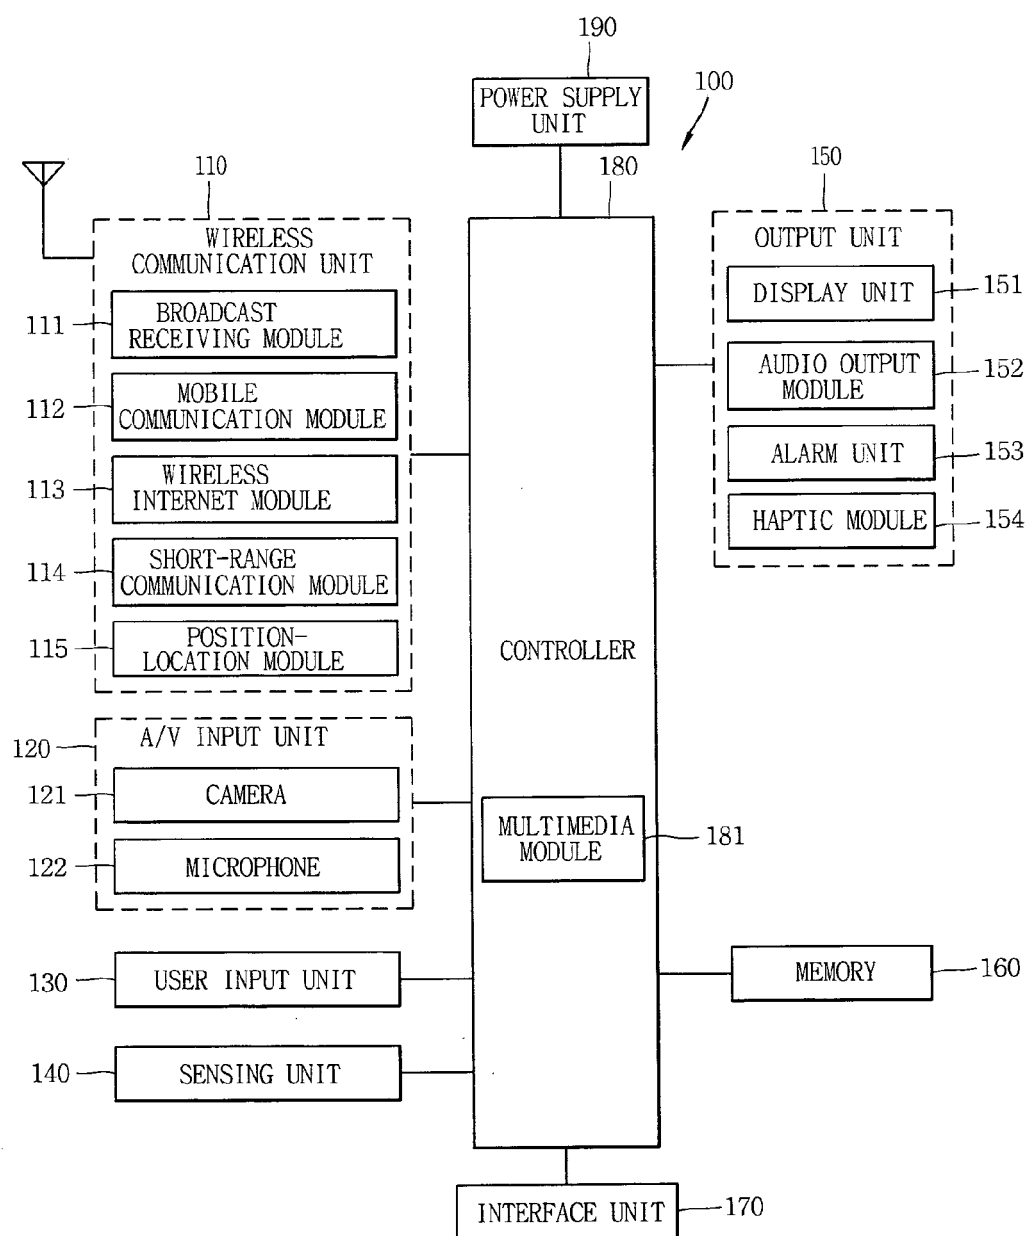 190
POWER SUPPLY
UNIT
100
110
180
150
WIRELESS
COMMUNICATION UNIT
111
BROADCAST
RECEIVING MODULE
112
MOBILE
COMMUNICATION MODULE
113
WIRELESS
INTERNET MODULE
114
SHORT-RANGE
COMMUNICATION MODULE
115
POSITION-
LOCATION MODULE
120
A/V INPUT UNIT
121
CAMERA
122
MICROPHONE
130
USER INPUT UNIT
140
SENSING UNIT
CONTROLLER
MULTIMEDIA
MODULE
181
OUTPUT UNIT
DISPLAY UNIT
151
AUDIO OUTPUT
MODULE
152
ALARM UNIT
153
HAPTIC MODULE
154
MEMORY
160
INTERFACE UNIT
170